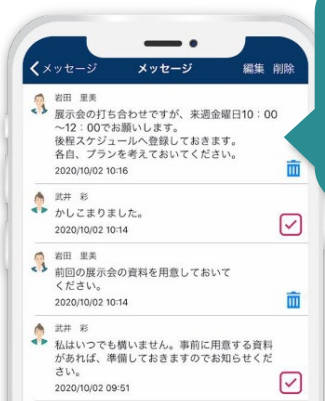 メッセージ
メッセージ
編集 削除
岩田 里美
展示会の打ち合わせですが、来週金曜日10：00
～12：00でお願いします。
後程スケジュールへ登録しておきます。
各自、プランを考えておいてください。
2020/10/02 10:16
武井 彩
かしこまりました。
2020/10/02 10:14
岩田 里美
前回の展示会の資料を用意しておいて
ください。
2020/10/02 10:14
武井 彩
私はいつでも構いません。事前に用意する資料
があれば、準備しておきますのでお知らせくだ
さい。
2020/10/02 09:51